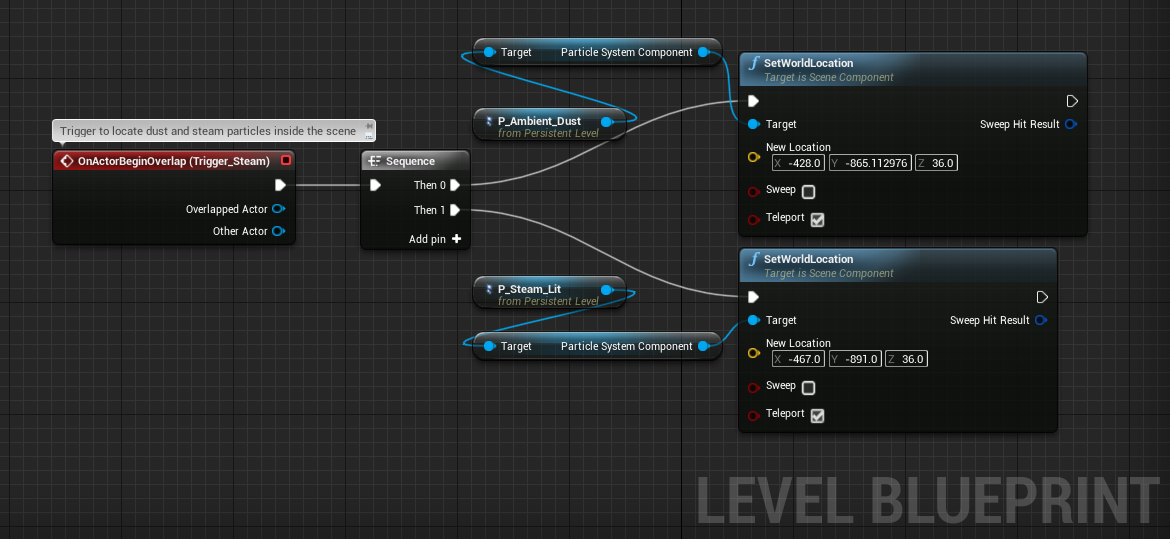 Trigger to locate dust and steam particles inside the scene
OnActorBeginOverlap (Trigger_Steam)
Overlapped Actor
Other Actor
Sequence
Then 0
Then 1
Add pin +
Target Particle System Component
P_Ambient_Dust
from Persistent Level
P_Steam_Lit
from Persistent Level
Target Particle System Component
f SetWorldLocation
Target is Scene Component
Target Sweep Hit Result
New Location
X -428.0 Y -865.112976 Z 36.0
Sweep
Teleport
f SetWorldLocation
Target is Scene Component
Target Sweep Hit Result
New Location
X -467.0 Y -891.0 Z 36.0
Sweep
Teleport
LEVEL BLUEPRINT